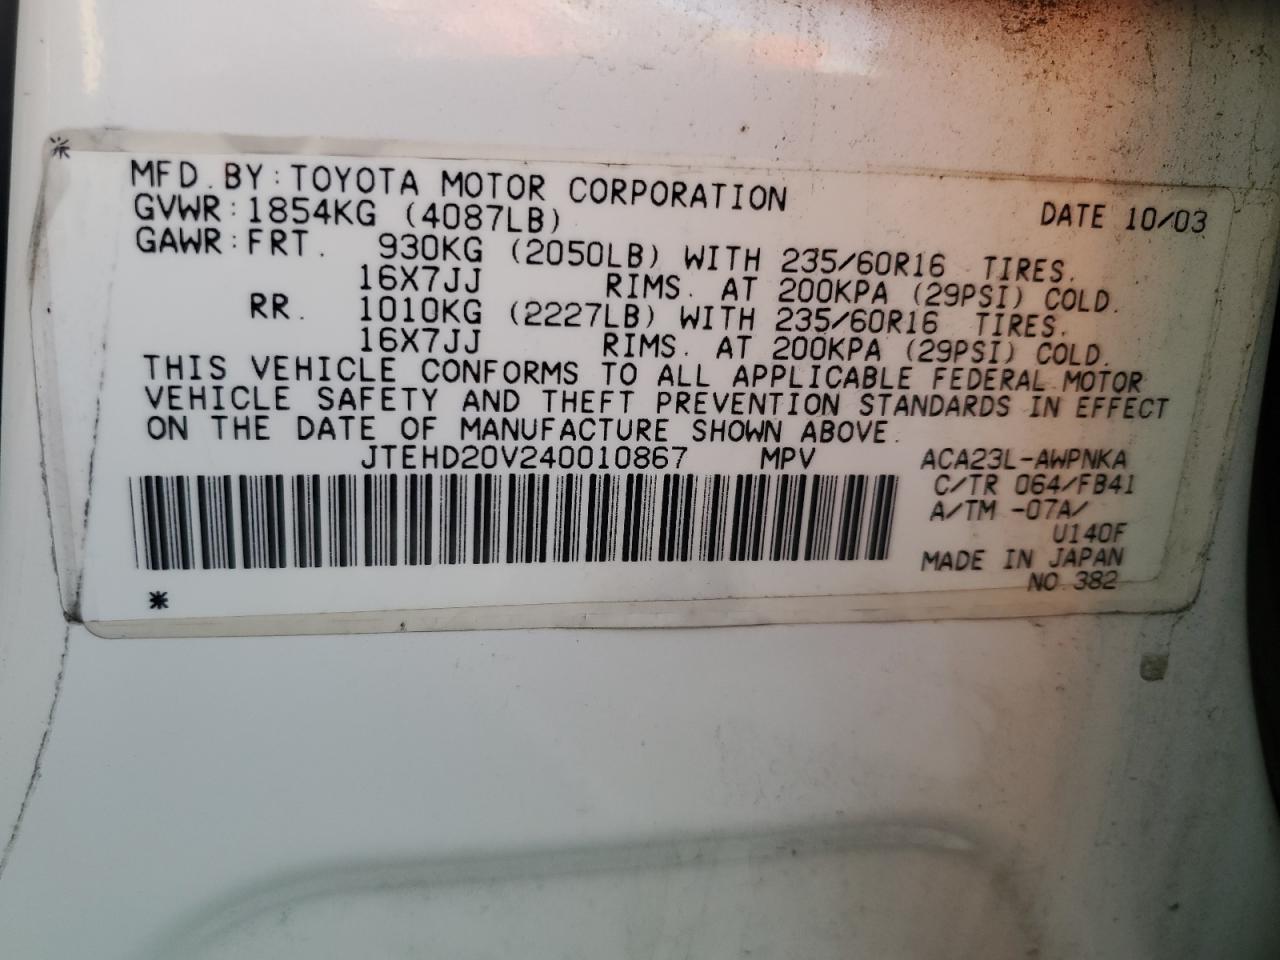 MFD.BY:TOYOTA MOTOR CORPORATION
GVWR:1854KG (4087LB) DATE 10/03
GAWR:FRT. 930KG (2050LB) WITH 235/60R16 TIRES.
16X7JJ RIMS. AT 200KPA (29PSI) COLD.
RR. 1010KG (2227LB) WITH 235/60R16 TIRES.
16X7JJ RIMS. AT 200KPA (29PSI) COLD.
THIS VEHICLE CONFORMS TO ALL APPLICABLE FEDERAL MOTOR
VEHICLE SAFETY AND THEFT PREVENTION STANDARDS IN EFFECT
ON THE DATE OF MANUFACTURE SHOWN ABOVE.
JTEHD20V240010867 MPV ACA23L-AWPNKA
C/TR 064/FB41
A/TM -07A/
U140F
MADE IN JAPAN
NO.382